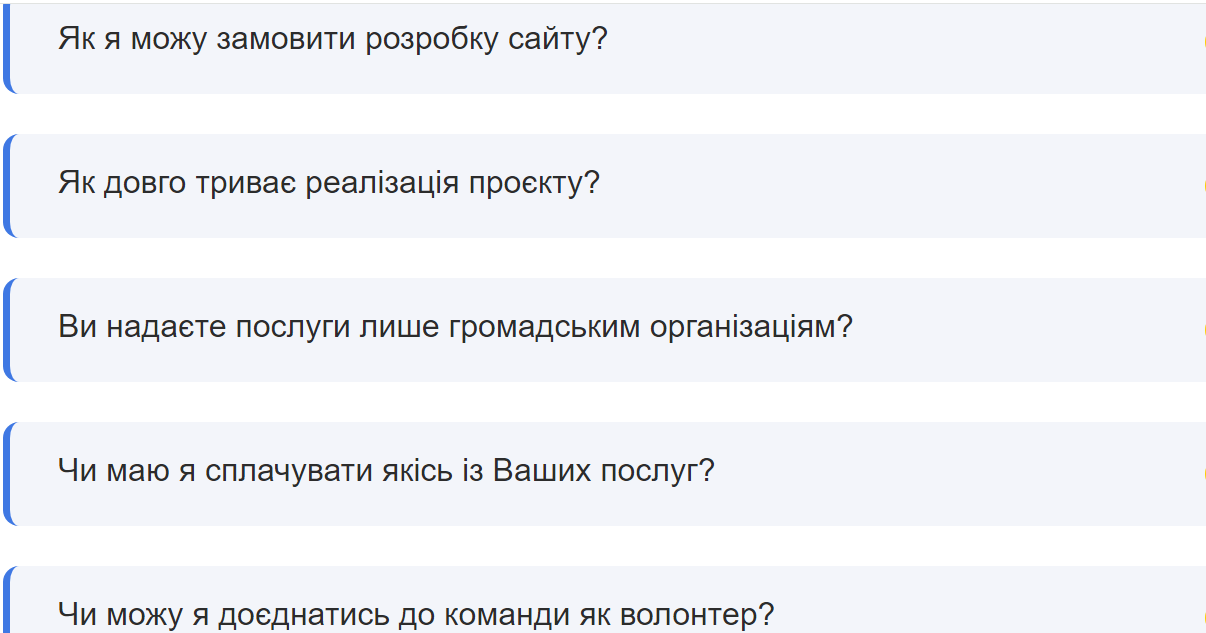 Як я можу замовити розробку сайту?
Як довго триває реалізація проєкту?
Ви надаєте послуги лише громадським організаціям?
Чи маю я сплачувати якісь із Ваших послуг?
Чи можу я доєднатись до команди як волонтер?